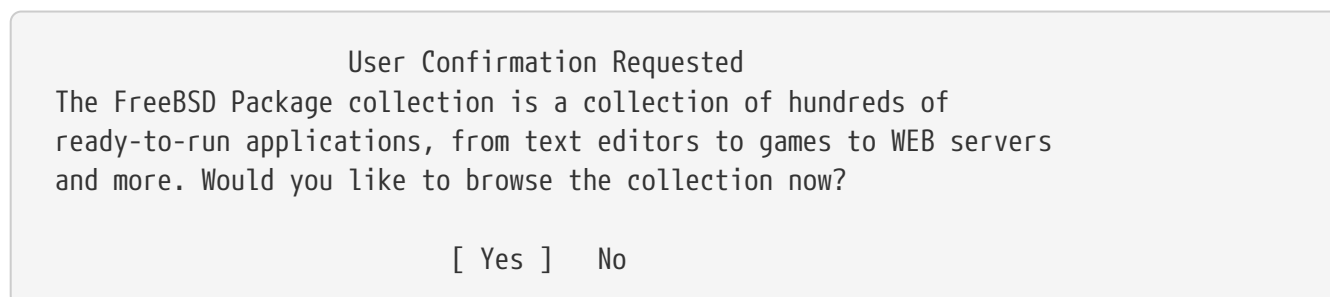 User Confirmation Requested
The FreeBSD Package collection is a collection of hundreds of
ready-to-run applications, from text editors to games to WEB servers
and more. Would you like to browse the collection now?
[ Yes ]   No